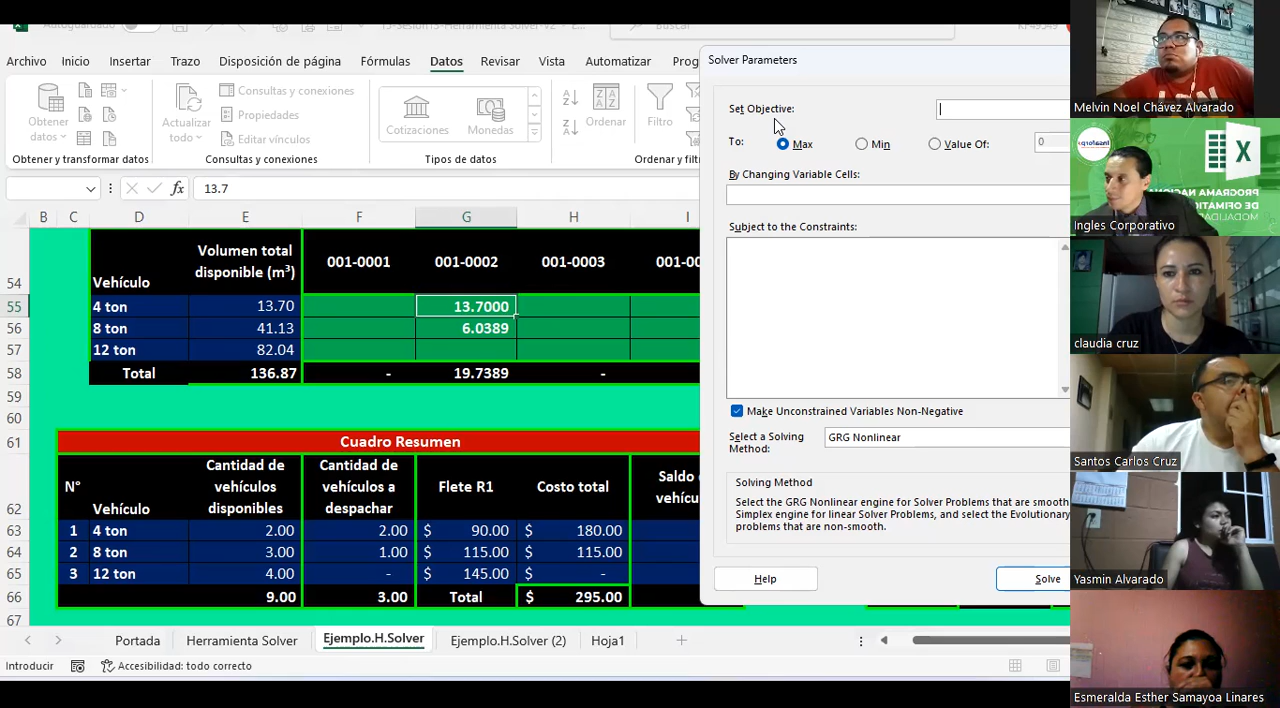 Archivo Inicio Insertar Trazo Disposición de página Fórmulas Datos Revisar Vista Automatizar Prog
Obtener datos
Actualizar todo
Consultas y conexiones
Propiedades
Editar vínculos
Cotizaciones Monedas
Ordenar Filtro
Obtener y transformar datos Consultas y conexiones Tipos de datos Ordenar y filtr
fx 13.7
B C D E F G H I
54 Vehículo Volumen total disponible (m³) 001-0001 001-0002 001-0003 001-00
55 4 ton 13.70 13.7000
56 8 ton 41.13 6.0389
57 12 ton 82.04
58 Total 136.87 - 19.7389 -
59
60
61 Cuadro Resumen
62 N° Vehículo Cantidad de vehículos disponibles Cantidad de vehículos a despachar Flete R1 Costo total Saldo vehícu
63 1 4 ton 2.00 2.00 $ 90.00 $ 180.00
64 2 8 ton 3.00 1.00 $ 115.00 $ 115.00
65 3 12 ton 4.00 - $ 145.00 $ -
66 9.00 3.00 Total $ 295.00
67
Portada Herramienta Solver Ejemplo.H.Solver Ejemplo.H.Solver (2) Hoja1
Introducir Accesibilidad: todo correcto
Solver Parameters
Set Objective:
To: Max Min Value Of: 0
By Changing Variable Cells:
Subject to the Constraints:
Make Unconstrained Variables Non-Negative
Select a Solving Method: GRG Nonlinear
Solving Method
Select the GRG Nonlinear engine for Solver Problems that are smooth
Simplex engine for linear Solver Problems, and select the Evolutionary
problems that are non-smooth.
Help Solve
Melvin Noel Chávez Alvarado
PROGRAMA NACIONAL
DE OFIMATICA
MODALIDAD
Ingles Corporativo
claudia cruz
Santos Carlos Cruz
Yasmin Alvarado
Esmeralda Esther Samayoa Linares